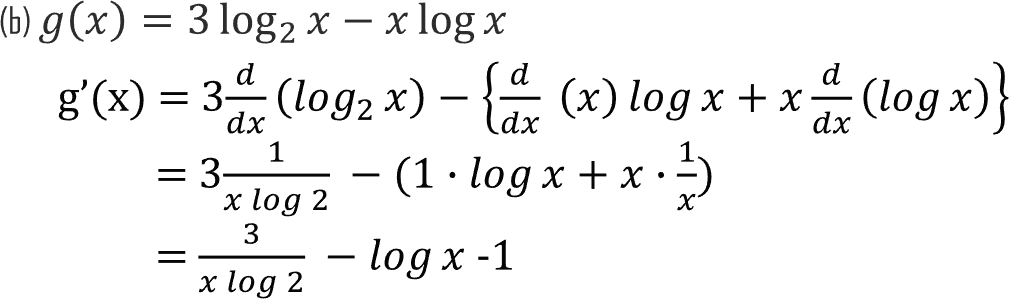 (b) g(x) = 3 log₂ x − x log x
g’(x) = 3 d/dx (log₂ x) − {d/dx (x) log x + x d/dx (log x)}
= 3 1/(x log 2) − (1 · log x + x · 1/x)
= 3/(x log 2) − log x -1